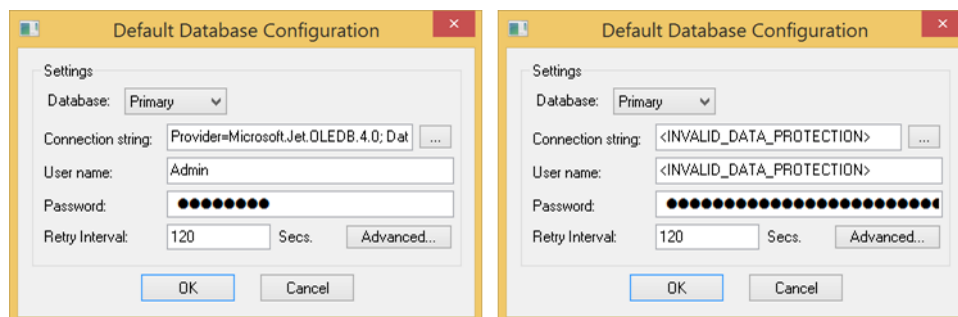 Default Database Configuration
Settings
Database: Primary
Connection string: Provider=Microsoft.Jet.OLEDB.4.0; Dat ...
User name: Admin
Password: ●●●●●●●●
Retry Interval: 120 Secs. Advanced...
OK Cancel
Default Database Configuration
Settings
Database: Primary
Connection string: <INVALID_DATA_PROTECTION> ...
User name: <INVALID_DATA_PROTECTION>
Password: ●●●●●●●●●●●●●●●●●●●●●●●●
Retry Interval: 120 Secs. Advanced...
OK Cancel